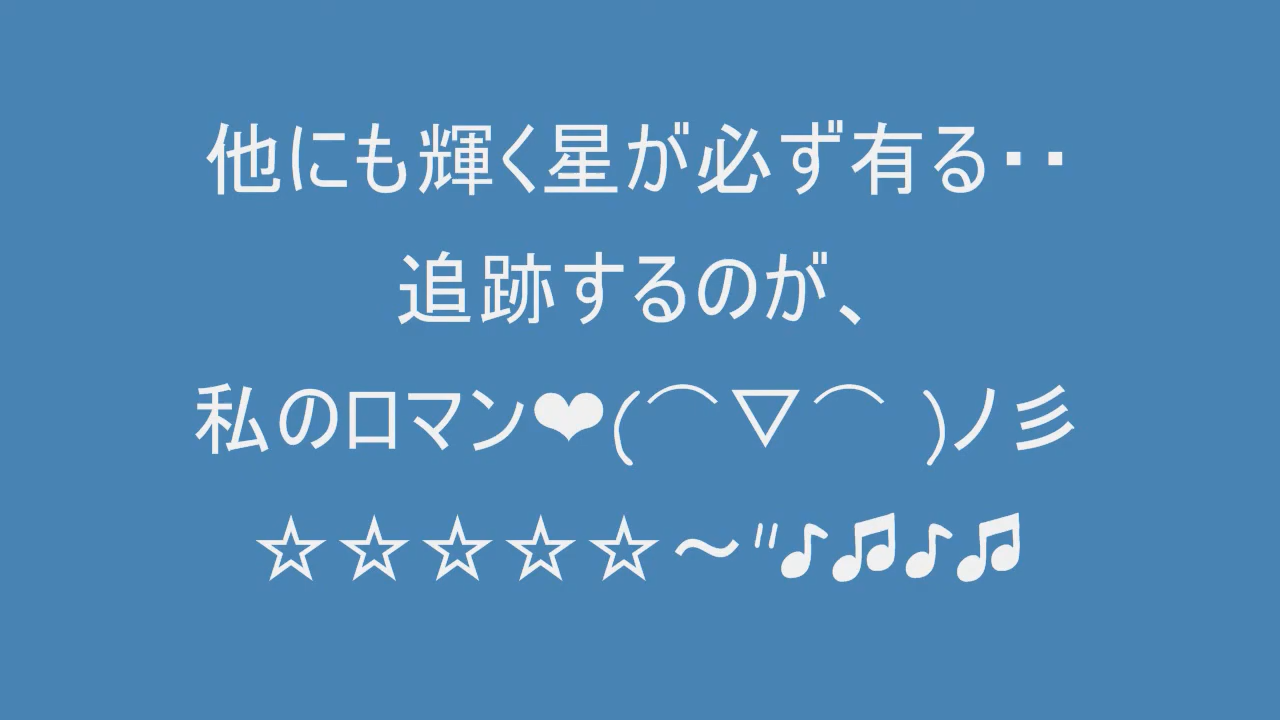 他にも輝く星が必ず有る・・
追跡するのが、
私のロマン❤(⌒▽⌒ )ノ彡
☆☆☆☆☆～"♪♫♪♫